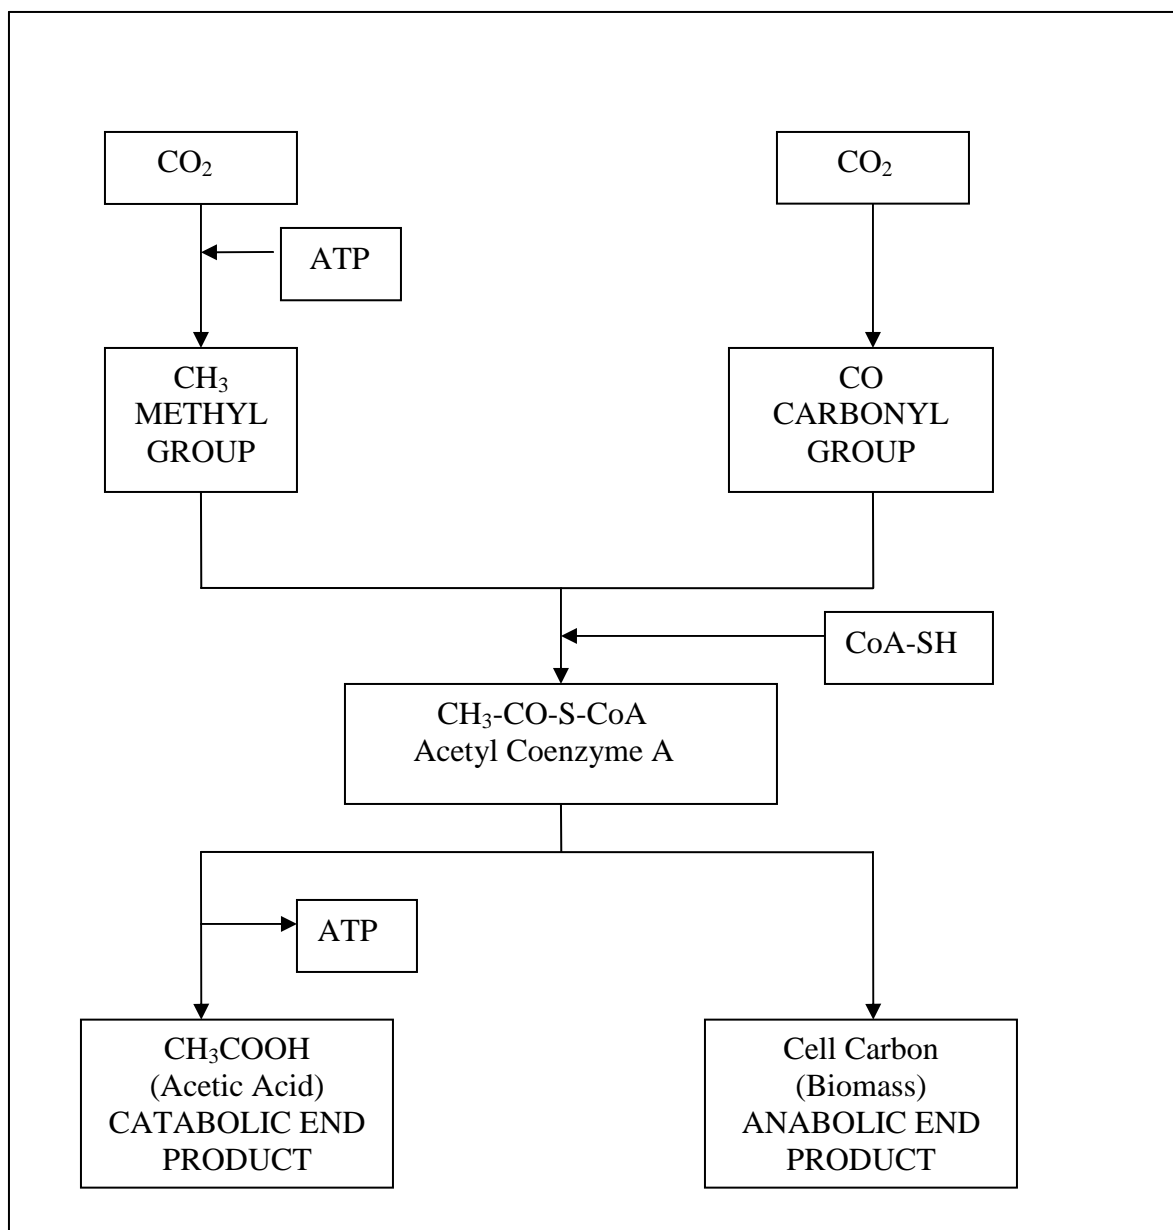 CO₂
CO₂
ATP
CH₃
METHYL
GROUP
CO
CARBONYL
GROUP
CoA-SH
CH₃-CO-S-CoA
Acetyl Coenzyme A
ATP
CH₃COOH
(Acetic Acid)
CATABOLIC END
PRODUCT
Cell Carbon
(Biomass)
ANABOLIC END
PRODUCT